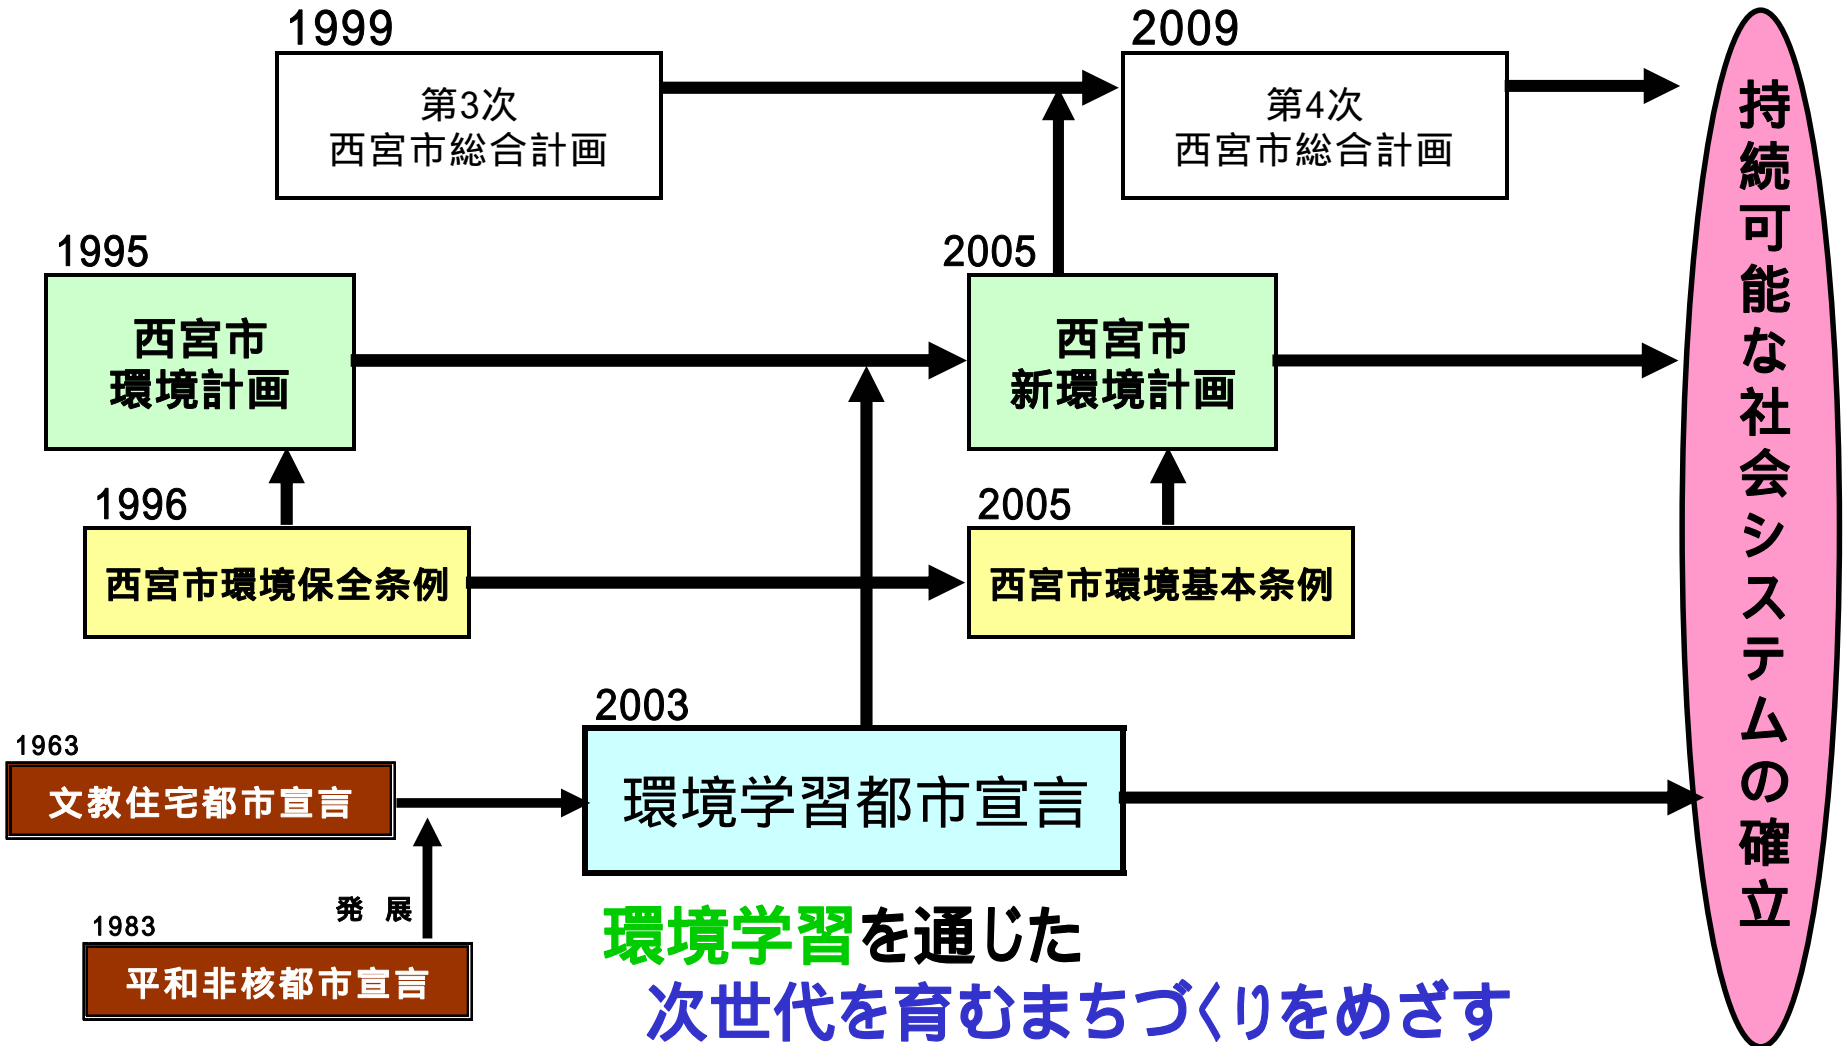 1999
第3次
西宮市総合計画
2009
第4次
西宮市総合計画
1995
西宮市
環境計画
2005
西宮市
新環境計画
1996
西宮市環境保全条例
2005
西宮市環境基本条例
2003
環境学習都市宣言
1963
文教住宅都市宣言
発 展
1983
平和非核都市宣言
環境学習を通じた
次世代を育むまちづくりをめざす
持続可能な社会システムの確立